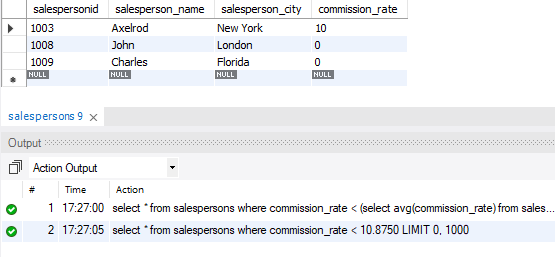 salespersonid salesperson_name salesperson_city commission_rate
1003 Axelrod New York 10
1008 John London 0
1009 Charles Florida 0
NULL NULL NULL NULL
salespersons 9
Output
Action Output
# Time Action
1 17:27:00 select * from salespersons where commission_rate < (select avg(commission_rate) from sales...
2 17:27:05 select * from salespersons where commission_rate < 10.8750 LIMIT 0, 1000